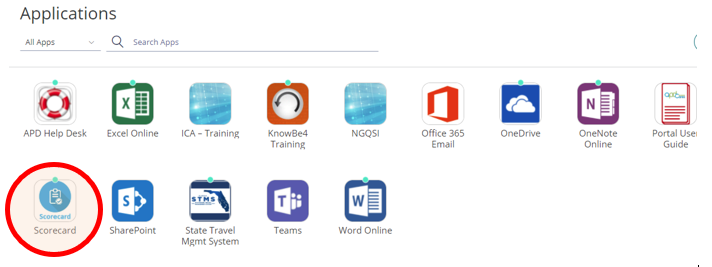 Applications
All Apps
Search Apps
APD Help Desk
Excel Online
ICA – Training
KnowBe4
Training
NGQSI
Office 365
Email
OneDrive
OneNote
Online
Portal User
Guide
Scorecard
Scorecard
SharePoint
STMS
State Travel
Mgmt System
Teams
Word Online